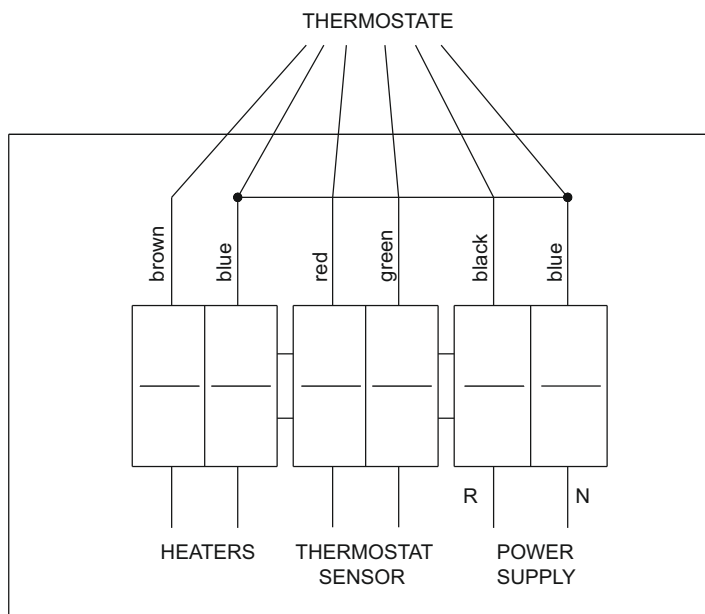 THERMOSTATE
brown
blue
red
green
black
blue
R
N
HEATERS
THERMOSTAT
SENSOR
POWER
SUPPLY